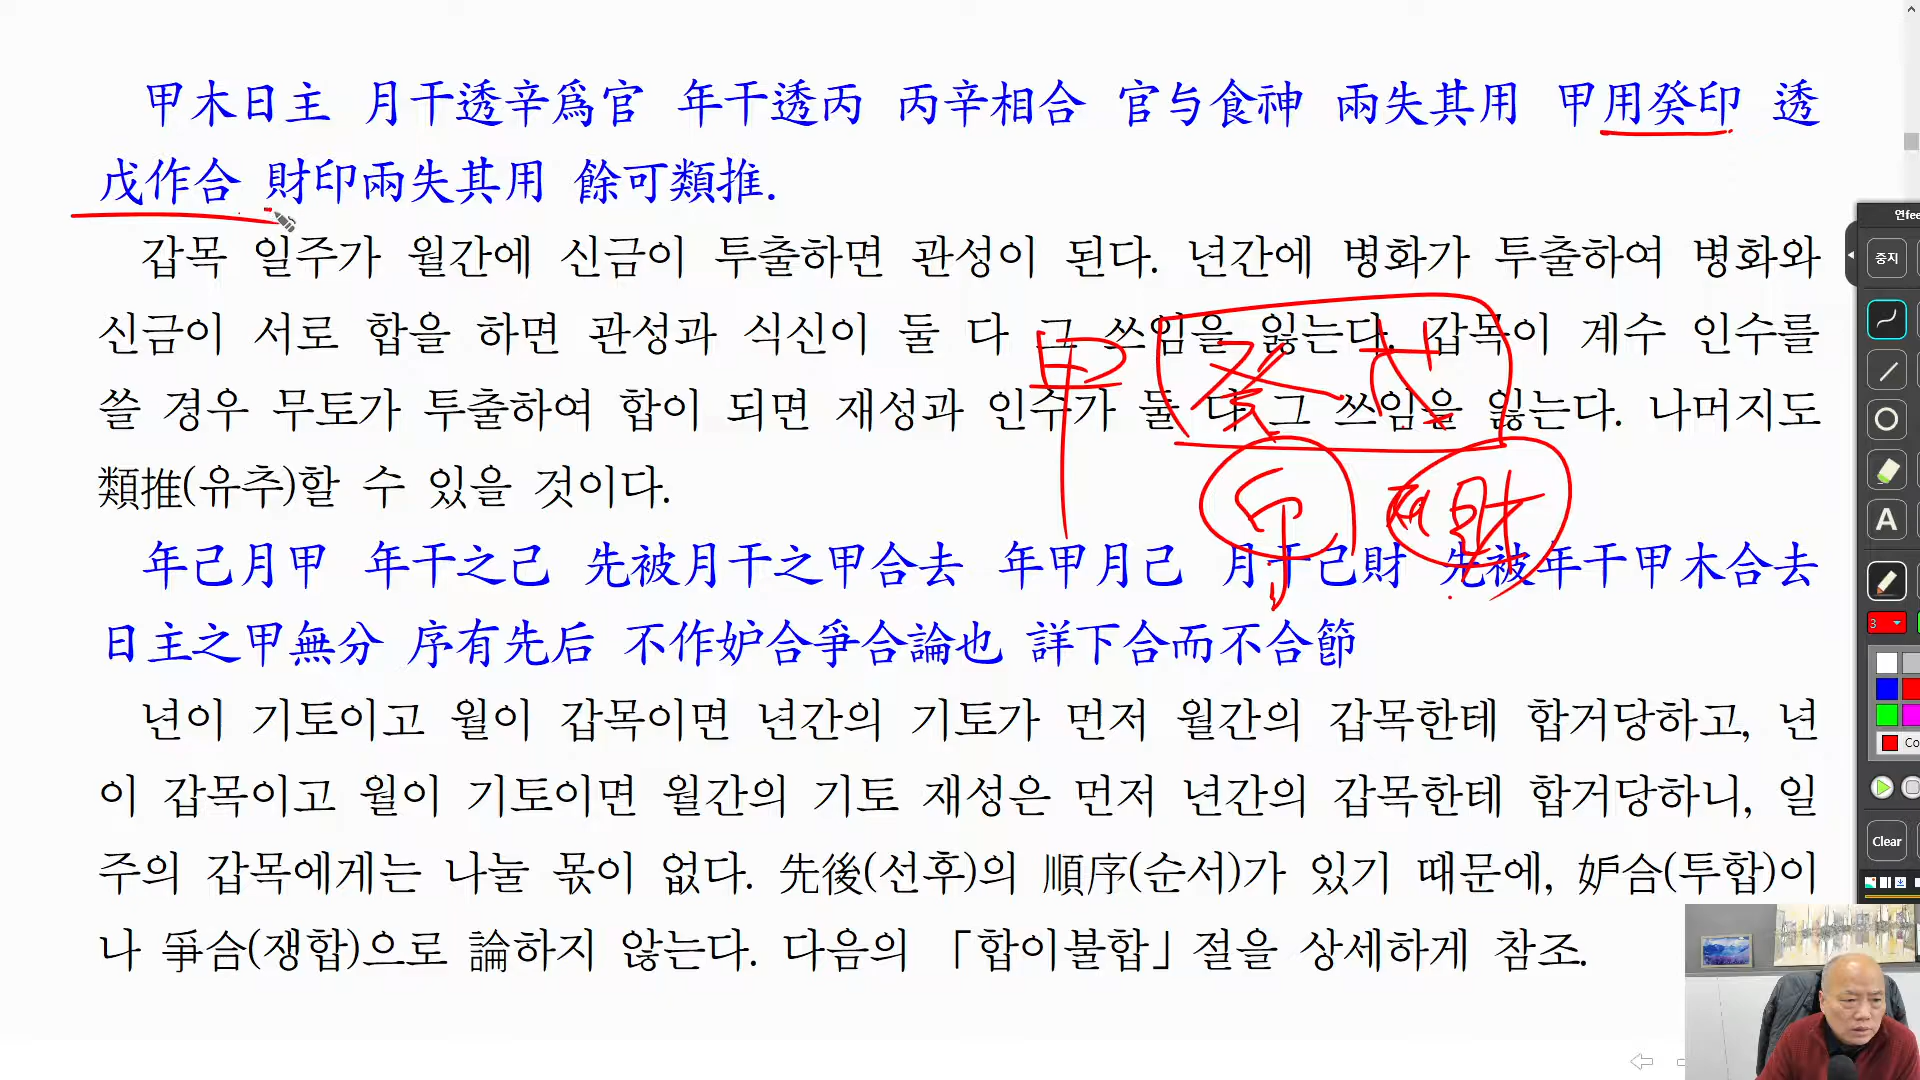 甲木日主 月干透辛爲官 年干透丙 丙辛相合 官与食神 兩失其用 甲用癸印 透
戊作合 財印兩失其用 餘可類推.
갑목 일주가 월간에 신금이 투출하면 관성이 된다. 년간에 병화가 투출하여 병화와
신금이 서로 합을 하면 관성과 식신이 둘 다 그 쓰임을 잃는다. 갑목이 계수 인수를
쓸 경우 무토가 투출하여 합이 되면 재성과 인수가 둘 다 그 쓰임을 잃는다. 나머지도
類推(유추)할 수 있을 것이다.
甲 癸 戊
印 財
年己月甲 年干之己 先被月干之甲合去 年甲月己 月干己財 先被年干甲木合去
日主之甲無分 序有先后 不作妒合爭合論也 詳下合而不合節
년이 기토이고 월이 갑목이면 년간의 기토가 먼저 월간의 갑목한테 합거당하고, 년
이 갑목이고 월이 기토이면 월간의 기토 재성은 먼저 년간의 갑목한테 합거당하니, 일
주의 갑목에게는 나눌 몫이 없다. 先後(선후)의 順序(순서)가 있기 때문에, 妒合(투합)이
나 爭合(쟁합)으로 論하지 않는다. 다음의 「합이불합」절을 상세하게 참조.
중지
A
3
Clear